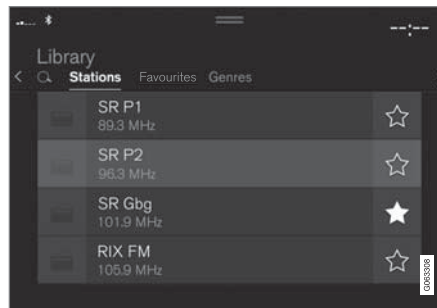 --:--
Library
Stations Favourites Genres
SR P1
89.3 MHz
SR P2
96.3 MHz
SR Gbg
101.9 MHz
RIX FM
105.9 MHz
G063308